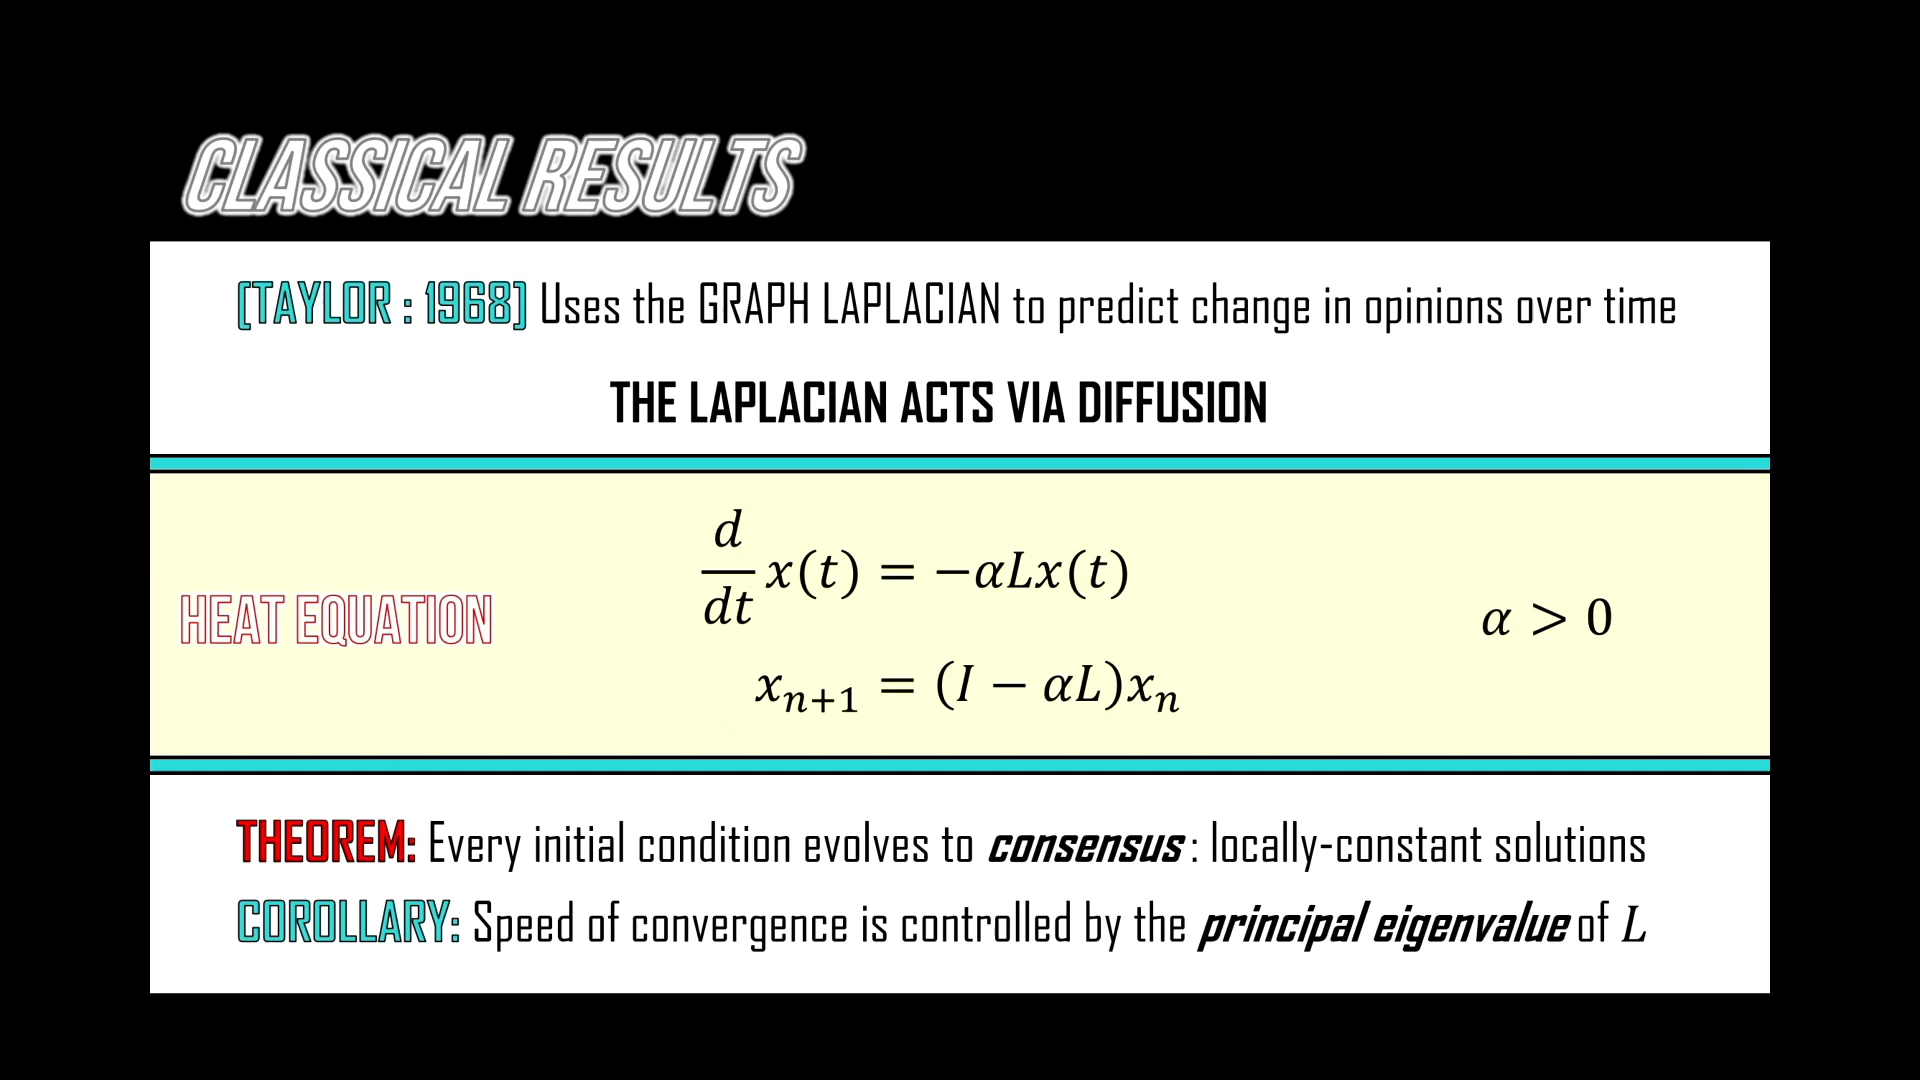 CLASSICAL RESULTS
[TAYLOR : 1968] Uses the GRAPH LAPLACIAN to predict change in opinions over time
THE LAPLACIAN ACTS VIA DIFFUSION
HEAT EQUATION
d/dt x(t) = −αLx(t)
α > 0
xₙ₊₁ = (I − αL)xₙ
THEOREM: Every initial condition evolves to consensus : locally-constant solutions
COROLLARY: Speed of convergence is controlled by the principal eigenvalue of L